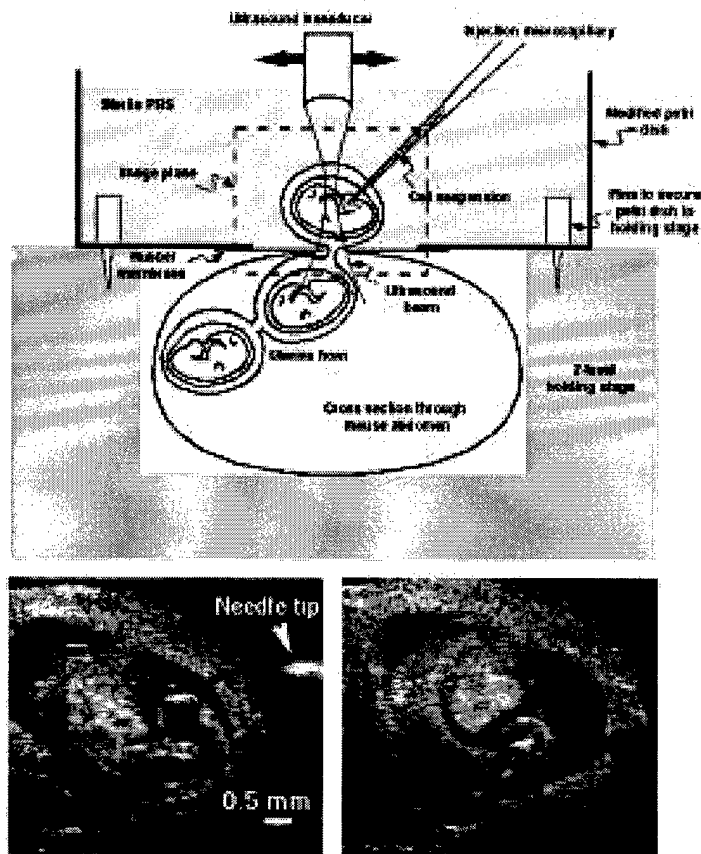 Ultrasound transducer
Injection microcapillary
Sterile PBS
Modified petri
dish
Image plane
Cell suspension
Pins to secure
petri dish to
holding stage
Rubber
membrane
Ultrasound
beam
Uterine horn
Z-level
holding stage
Cross section through
mouse abdomen
Needle tip
0.5 mm